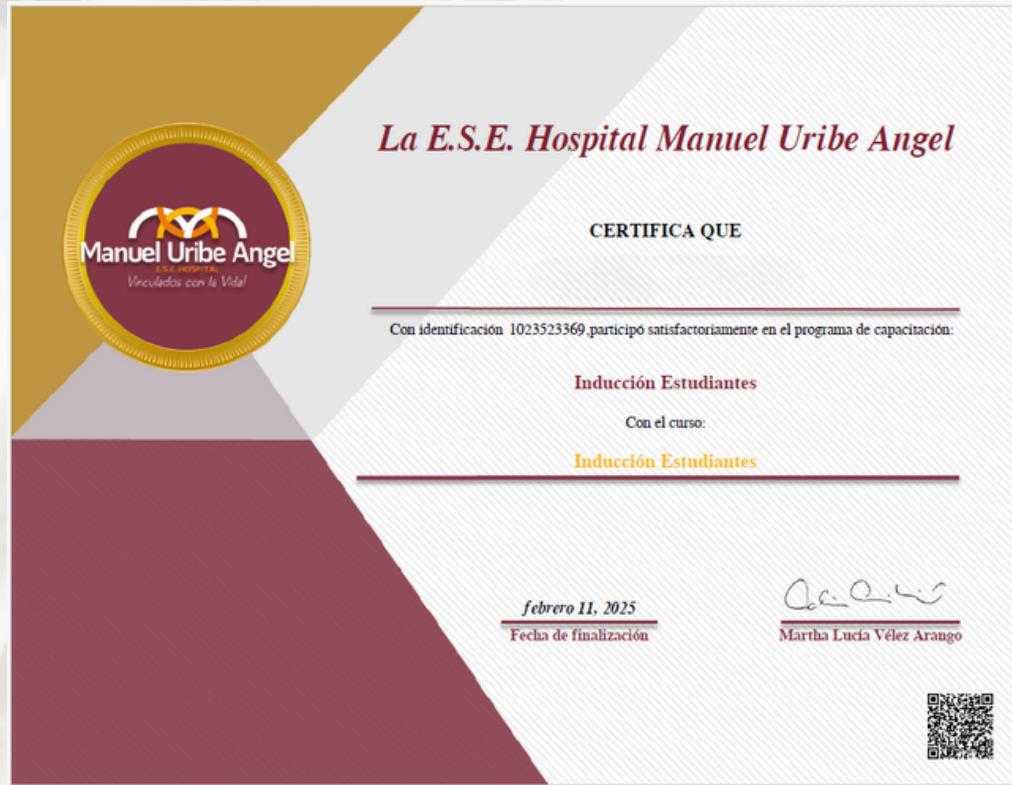 La E.S.E. Hospital Manuel Uribe Angel
Manuel Uribe Angel
E.S.E HOSPITAL
Vinculados con la Vida!
CERTIFICA QUE
Con identificación 1023523369,participó satisfactoriamente en el programa de capacitación:
Inducción Estudiantes
Con el curso:
Inducción Estudiantes
febrero 11, 2025
Fecha de finalización
Martha Lucía Vélez Arango